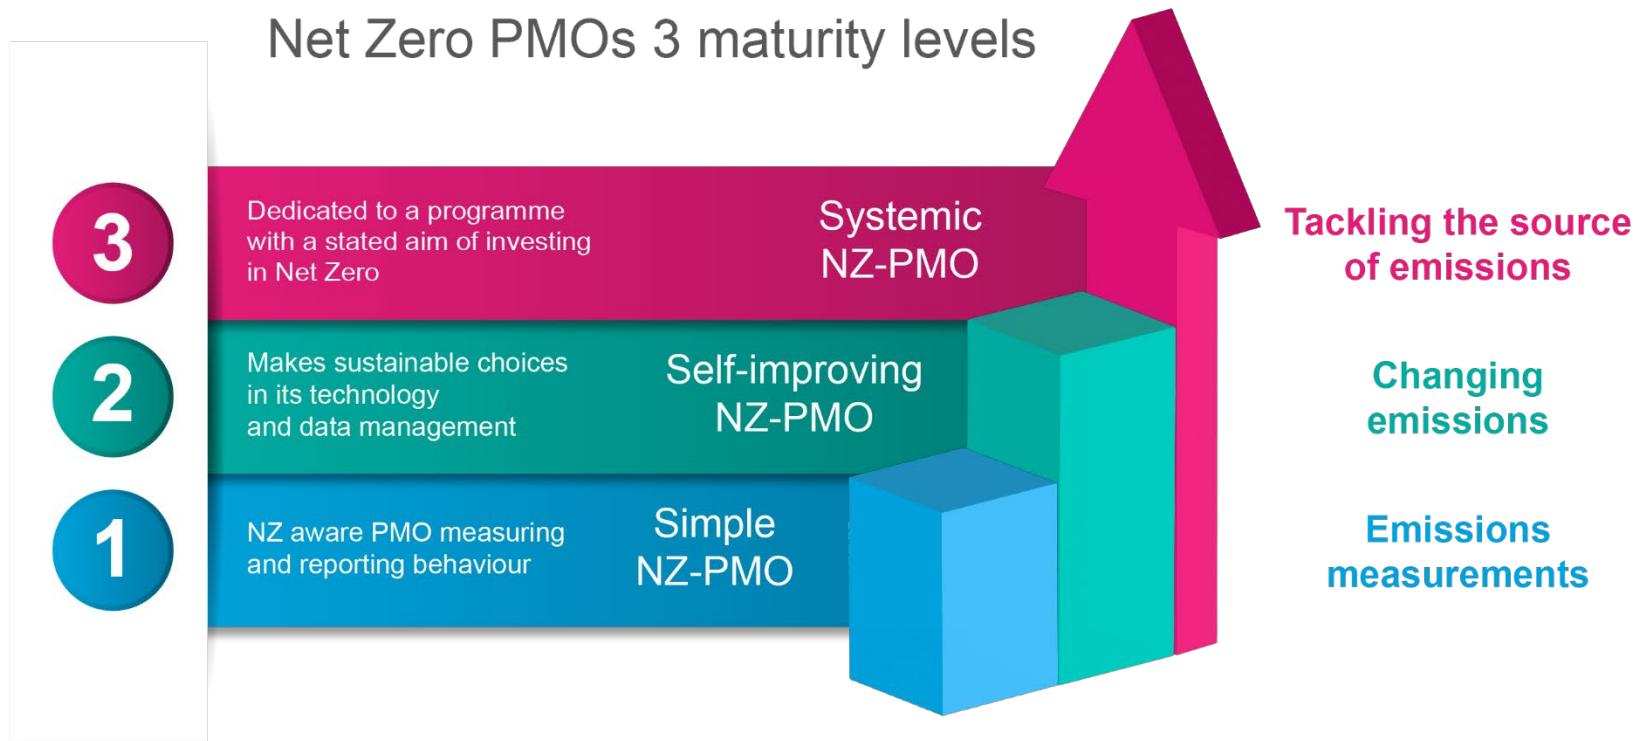 Net Zero PMOs 3 maturity levels
3
Dedicated to a programme
with a stated aim of investing
in Net Zero
Systemic
NZ-PMO
Tackling the source
of emissions
2
Makes sustainable choices
in its technology
and data management
Self-improving
NZ-PMO
Changing
emissions
1
NZ aware PMO measuring
and reporting behaviour
Simple
NZ-PMO
Emissions
measurements